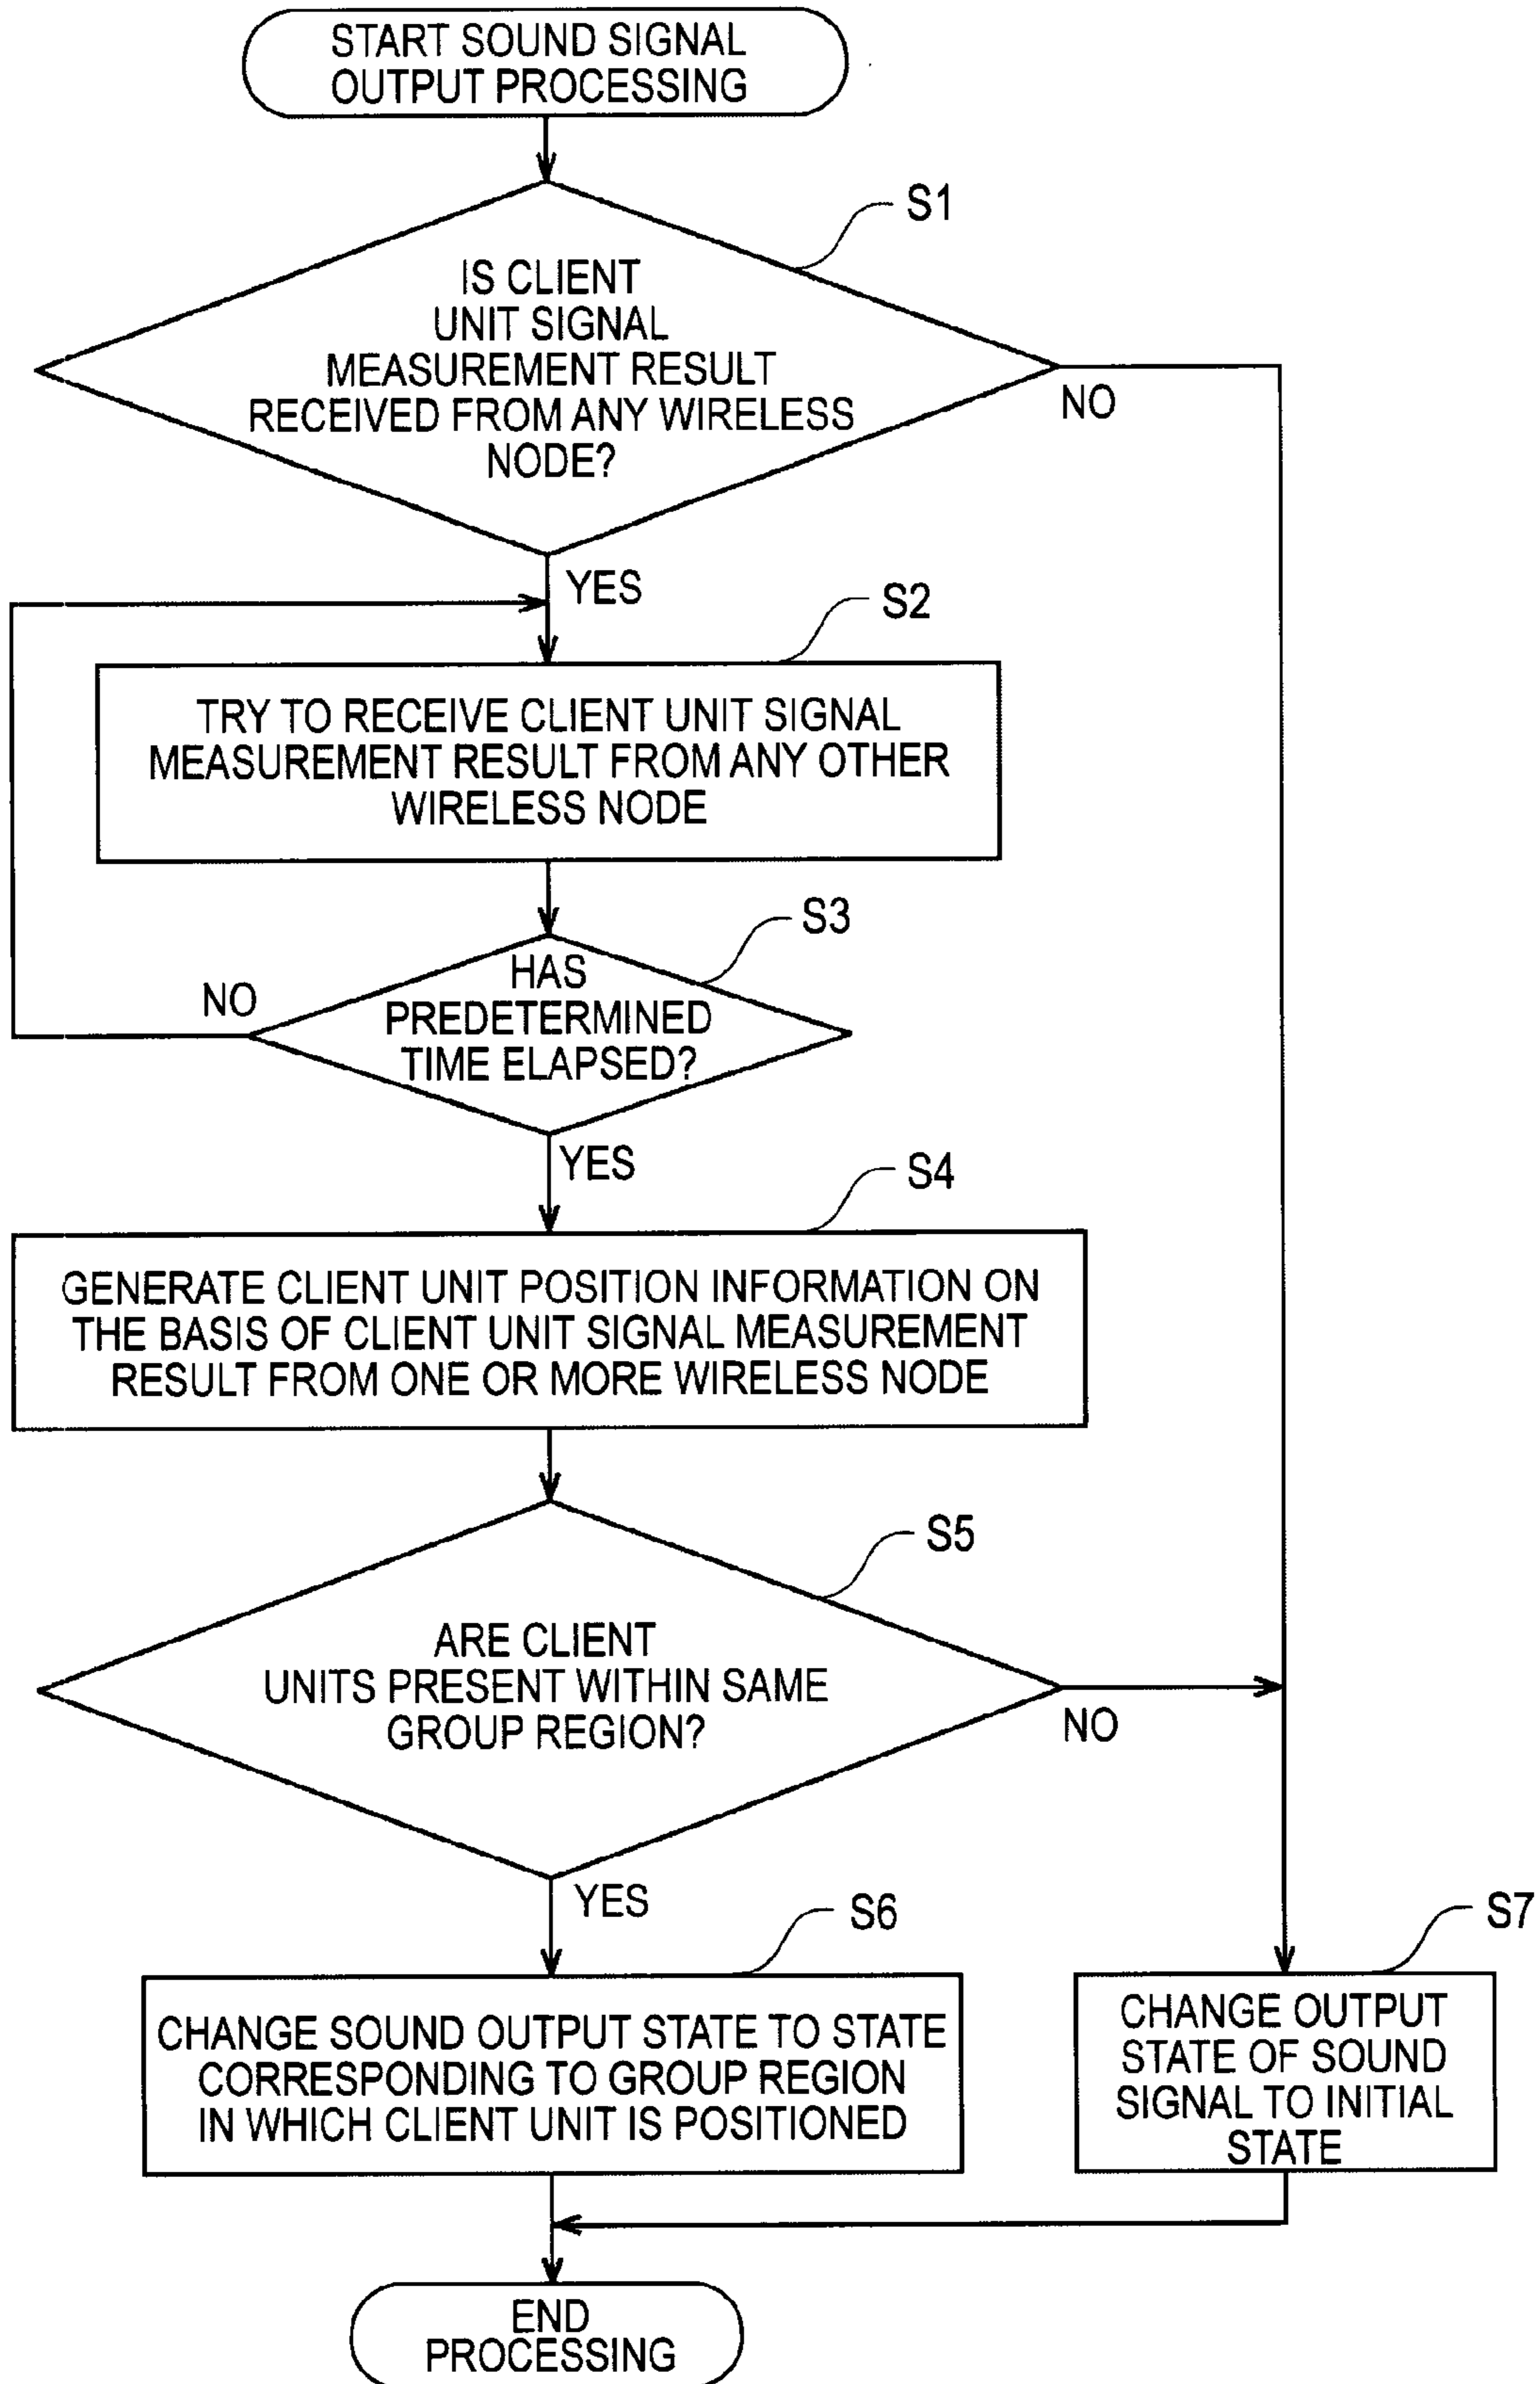 START SOUND SIGNAL
OUTPUT PROCESSING
S1
IS CLIENT
UNIT SIGNAL
MEASUREMENT RESULT
RECEIVED FROM ANY WIRELESS
NODE?
NO
YES
S2
TRY TO RECEIVE CLIENT UNIT SIGNAL
MEASUREMENT RESULT FROM ANY OTHER
WIRELESS NODE
S3
HAS
PREDETERMINED
TIME ELAPSED?
NO
YES
S4
GENERATE CLIENT UNIT POSITION INFORMATION ON
THE BASIS OF CLIENT UNIT SIGNAL MEASUREMENT
RESULT FROM ONE OR MORE WIRELESS NODE
S5
ARE CLIENT
UNITS PRESENT WITHIN SAME
GROUP REGION?
NO
YES
S6
CHANGE SOUND OUTPUT STATE TO STATE
CORRESPONDING TO GROUP REGION
IN WHICH CLIENT UNIT IS POSITIONED
S7
CHANGE OUTPUT
STATE OF SOUND
SIGNAL TO INITIAL
STATE
END
PROCESSING